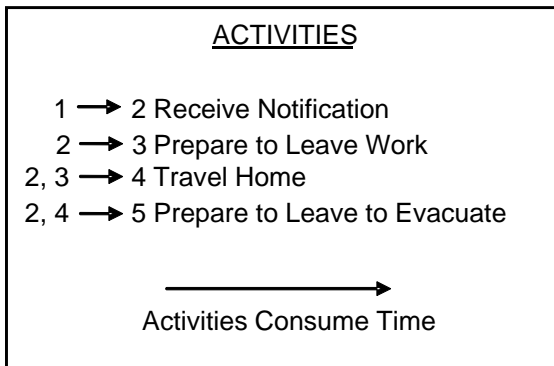 ACTIVITIES
1 → 2 Receive Notification
2 → 3 Prepare to Leave Work
2, 3 → 4 Travel Home
2, 4 → 5 Prepare to Leave to Evacuate
Activities Consume Time